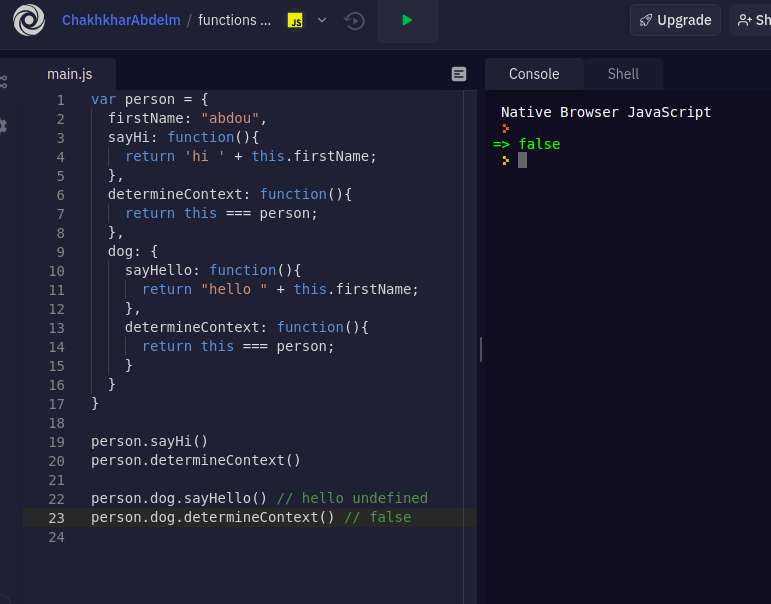 ChakhkharAbdelm / functions ... JS Upgrade Sh
main.js
Console Shell
1 var person = {
2 firstName: "abdou",
3 sayHi: function(){
4 return 'hi ' + this.firstName;
5 },
6 determineContext: function(){
7 return this === person;
8 },
9 dog: {
10 sayHello: function(){
11 return "hello " + this.firstName;
12 },
13 determineContext: function(){
14 return this === person;
15 }
16 }
17 }
18
19 person.sayHi()
20 person.determineContext()
21
22 person.dog.sayHello() // hello undefined
23 person.dog.determineContext() // false
24
Native Browser JavaScript
=> false